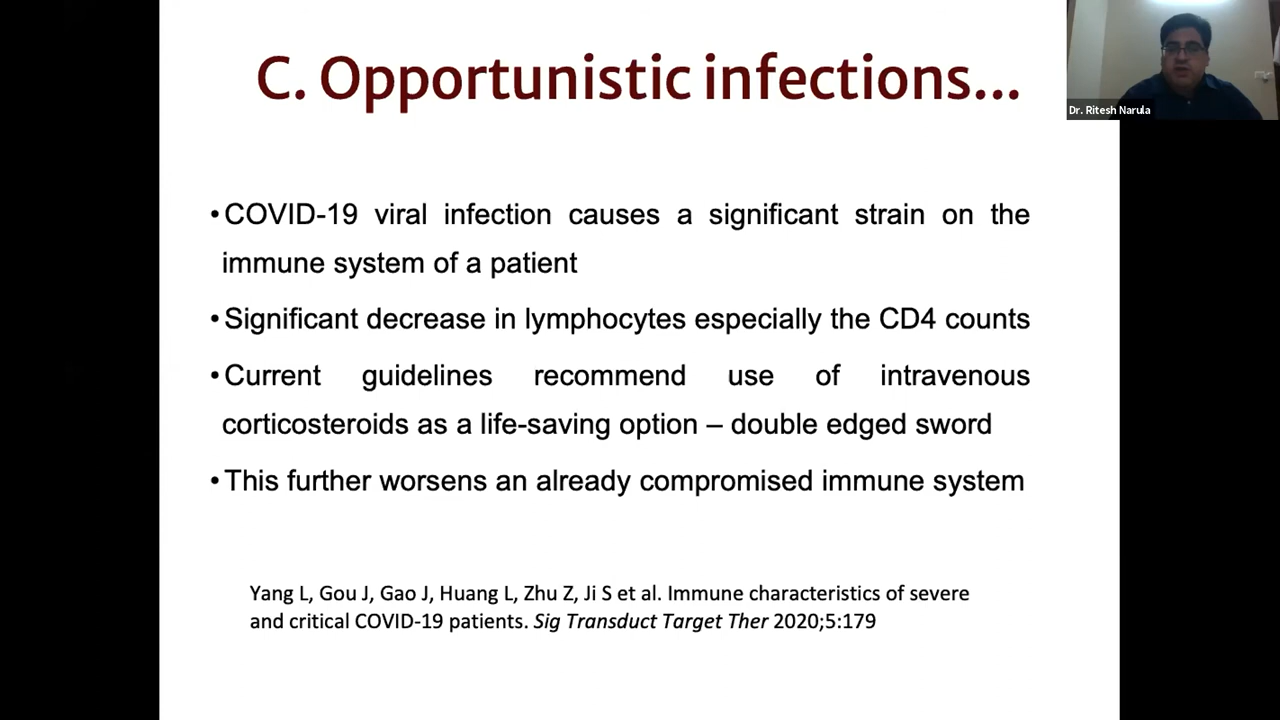 C. Opportunistic infections...
Dr. Ritesh Narula
•COVID-19 viral infection causes a significant strain on the
immune system of a patient
•Significant decrease in lymphocytes especially the CD4 counts
•Current guidelines recommend use of intravenous
corticosteroids as a life-saving option – double edged sword
•This further worsens an already compromised immune system
Yang L, Gou J, Gao J, Huang L, Zhu Z, Ji S et al. Immune characteristics of severe
and critical COVID-19 patients. Sig Transduct Target Ther 2020;5:179